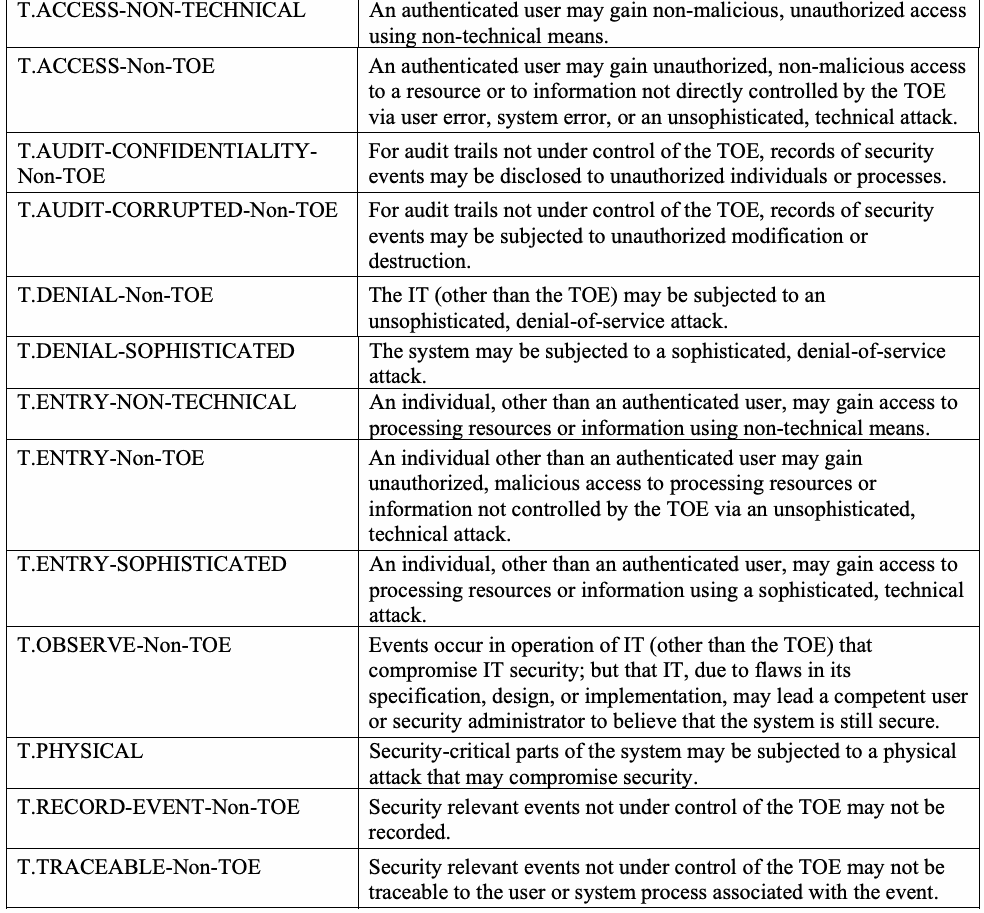 T.ACCESS-NON-TECHNICAL
An authenticated user may gain non-malicious, unauthorized access
using non-technical means.
T.ACCESS-Non-TOE
An authenticated user may gain unauthorized, non-malicious access
to a resource or to information not directly controlled by the TOE
via user error, system error, or an unsophisticated, technical attack.
T.AUDIT-CONFIDENTIALITY-
Non-TOE
For audit trails not under control of the TOE, records of security
events may be disclosed to unauthorized individuals or processes.
T.AUDIT-CORRUPTED-Non-TOE
For audit trails not under control of the TOE, records of security
events may be subjected to unauthorized modification or
destruction.
T.DENIAL-Non-TOE
The IT (other than the TOE) may be subjected to an
unsophisticated, denial-of-service attack.
T.DENIAL-SOPHISTICATED
The system may be subjected to a sophisticated, denial-of-service
attack.
T.ENTRY-NON-TECHNICAL
An individual, other than an authenticated user, may gain access to
processing resources or information using non-technical means.
T.ENTRY-Non-TOE
An individual other than an authenticated user may gain
unauthorized, malicious access to processing resources or
information not controlled by the TOE via an unsophisticated,
technical attack.
T.ENTRY-SOPHISTICATED
An individual, other than an authenticated user, may gain access to
processing resources or information using a sophisticated, technical
attack.
T.OBSERVE-Non-TOE
Events occur in operation of IT (other than the TOE) that
compromise IT security; but that IT, due to flaws in its
specification, design, or implementation, may lead a competent user
or security administrator to believe that the system is still secure.
T.PHYSICAL
Security-critical parts of the system may be subjected to a physical
attack that may compromise security.
T.RECORD-EVENT-Non-TOE
Security relevant events not under control of the TOE may not be
recorded.
T.TRACEABLE-Non-TOE
Security relevant events not under control of the TOE may not be
traceable to the user or system process associated with the event.